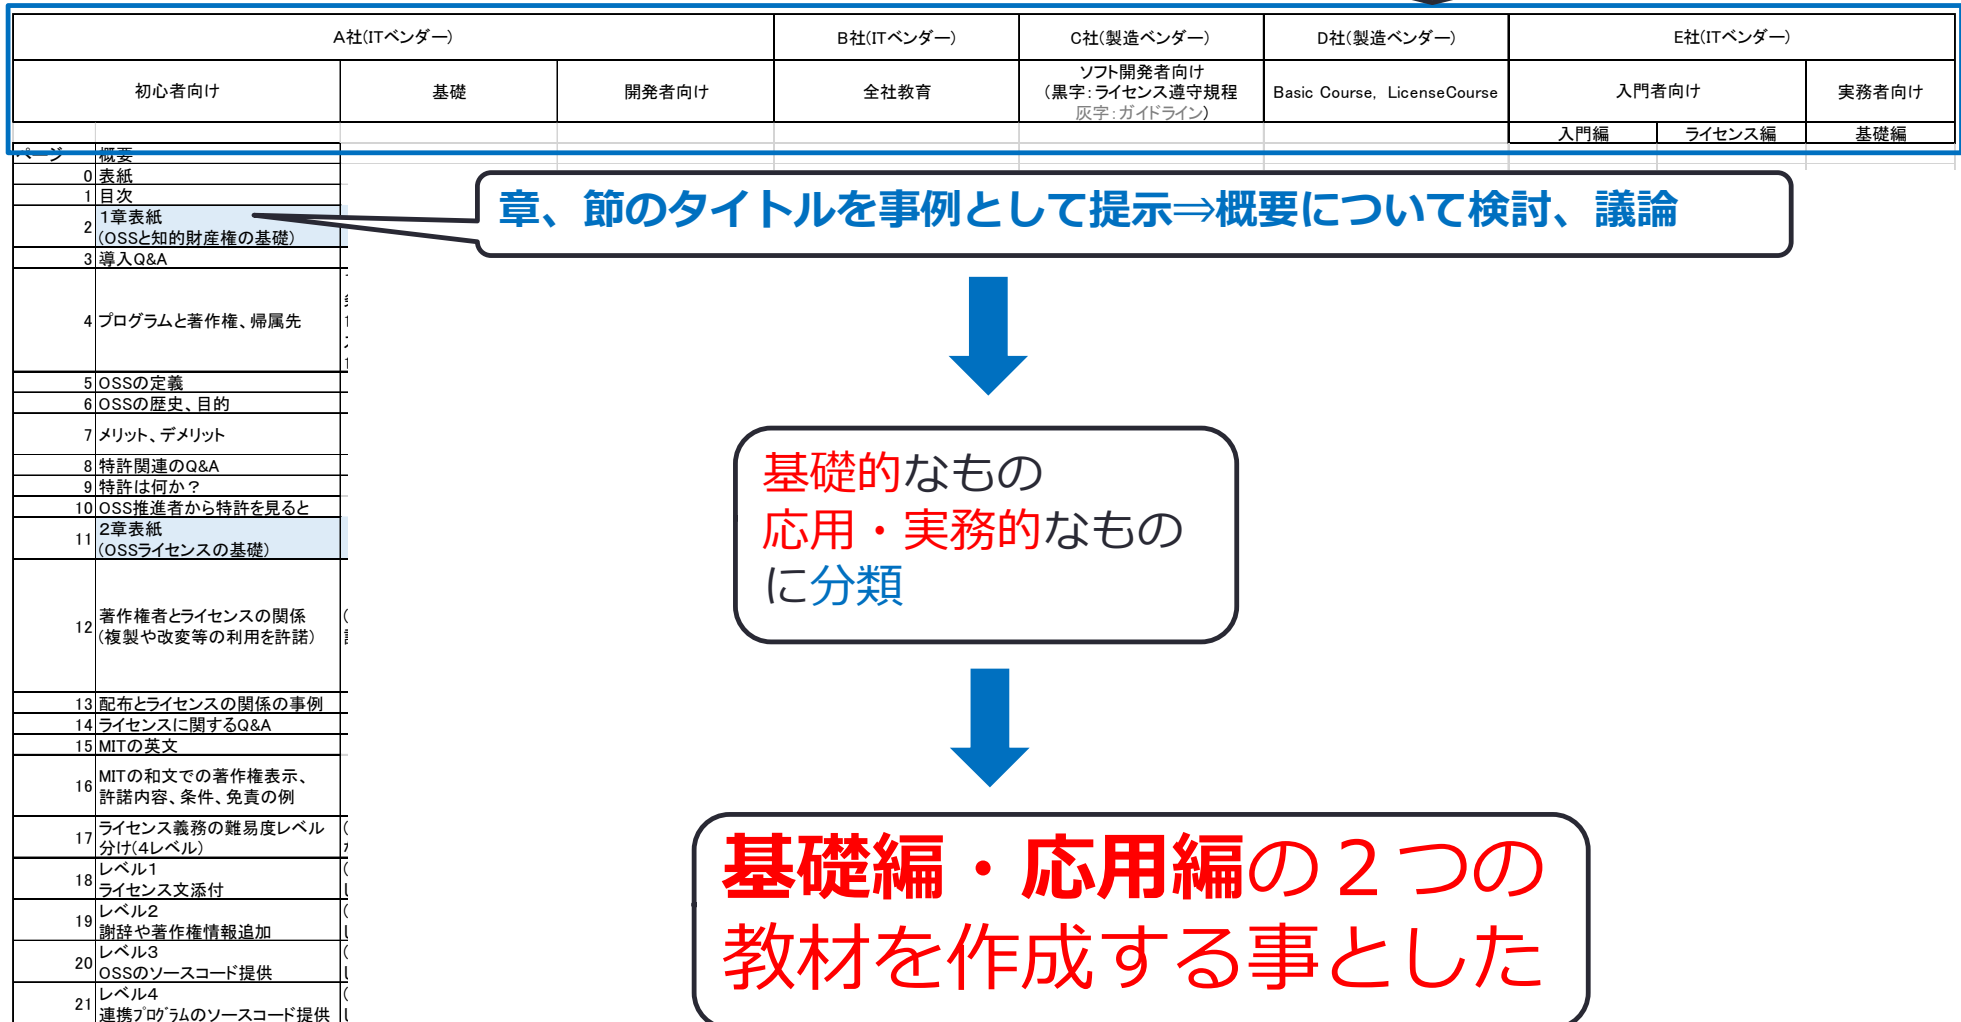 A社(ITベンダー) B社(ITベンダー) C社(製造ベンダー) D社(製造ベンダー) E社(ITベンダー)
初心者向け 基礎 開発者向け 全社教育 ソフト開発者向け Basic Course, LicenseCourse 入門者向け 実務者向け
(黒字:ライセンス遵守規程
灰字:ガイドライン)
入門編 ライセンス編 基礎編
ページ 概要
0 表紙
1 目次
2 1章表紙
(OSSと知的財産権の基礎)
3 導入Q&A
4 プログラムと著作権、帰属先
5 OSSの定義
6 OSSの歴史、目的
7 メリット、デメリット
8 特許関連のQ&A
9 特許は何か?
10 OSS推進者から特許を見ると
11 2章表紙
(OSSライセンスの基礎)
12 著作権者とライセンスの関係
(複製や改変等の利用を許諾)
13 配布とライセンスの関係の事例
14 ライセンスに関するQ&A
15 MITの英文
16 MITの和文での著作権表示、
許諾内容、条件、免責の例
17 ライセンス義務の難易度レベル
分け(4レベル)
18 レベル1
ライセンス文添付
19 レベル2
謝辞や著作権情報追加
20 レベル3
OSSのソースコード提供
21 レベル4
連携プログラムのソースコード提供
章、節のタイトルを事例として提示⇒概要について検討、議論
基礎的なもの
応用・実務的なもの
に分類
基礎編・応用編の2つの
教材を作成する事とした